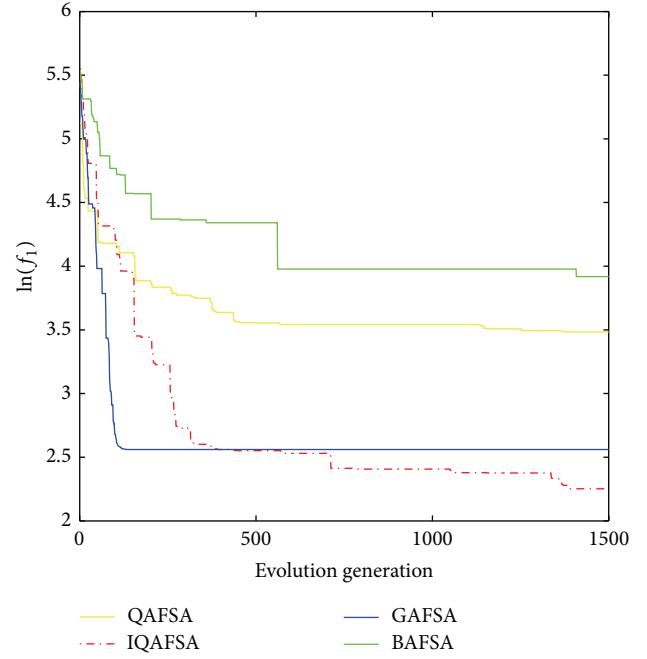 6
5.5
5
4.5
4
3.5
3
2.5
2
ln(f₁)
0
500
1000
1500
Evolution generation
QAFSA
GAFSA
IQAFSA
BAFSA